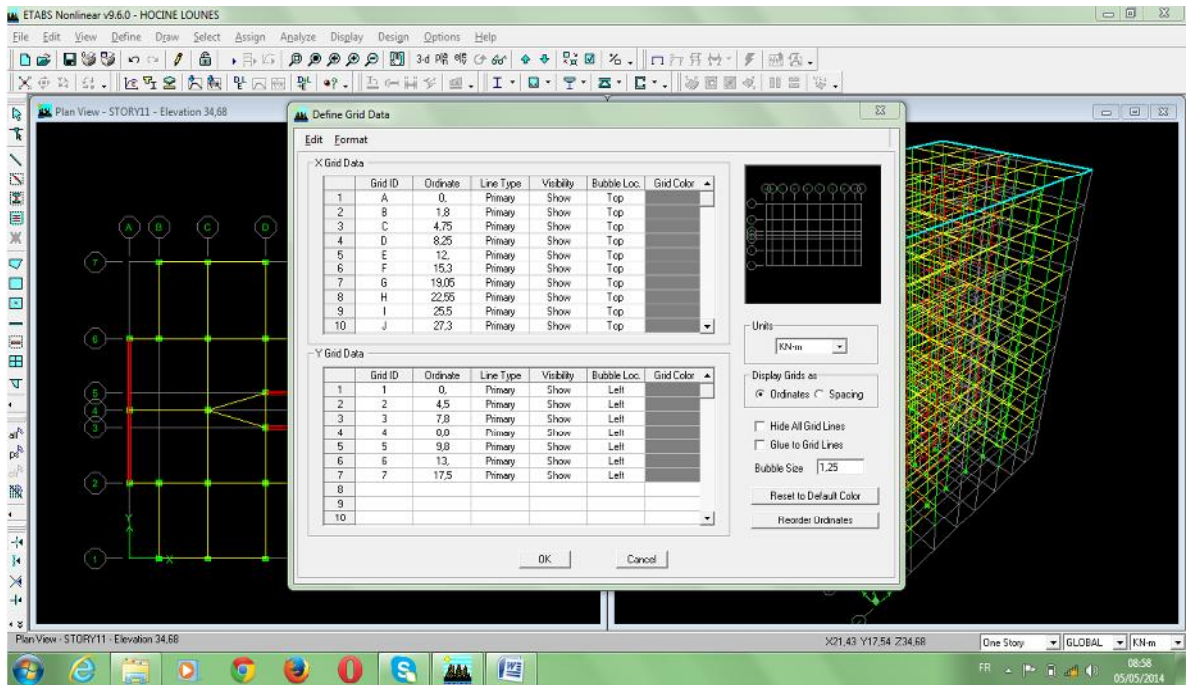 ETABS Nonlinear v9.6.0 - HOCINE LOUNES
File Edit View Define Draw Select Assign Analyze Display Design Options Help
3-d
Plan View - STORY11 - Elevation 34,68
A B C D
7
6
5
4
3
2
1
Y
X
Define Grid Data
Edit Format
X Grid Data
Grid ID Ordinate Line Type Visibility Bubble Loc. Grid Color
1 A 0, Primary Show Top
2 B 1,8 Primary Show Top
3 C 4,75 Primary Show Top
4 D 8,25 Primary Show Top
5 E 12, Primary Show Top
6 F 15,3 Primary Show Top
7 G 19,05 Primary Show Top
8 H 22,55 Primary Show Top
9 I 25,5 Primary Show Top
10 J 27,3 Primary Show Top
Y Grid Data
Grid ID Ordinate Line Type Visibility Bubble Loc. Grid Color
1 1 0, Primary Show Left
2 2 4,5 Primary Show Left
3 3 7,8 Primary Show Left
4 4 Primary Show Left
5 5 9,8 Primary Show Left
6 6 13, Primary Show Left
7 7 17,5 Primary Show Left
8
9
10
Units
KN-m
Display Grids as
Ordinates Spacing
Hide All Grid Lines
Glue to Grid Lines
Bubble Size 1,25
Reset to Default Color
Reorder Ordinates
OK Cancel
Plan View - STORY11 - Elevation 34,68 X21,43 Y17,54 Z34,68 One Story GLOBAL KN-m
FR 08:58
05/05/2014